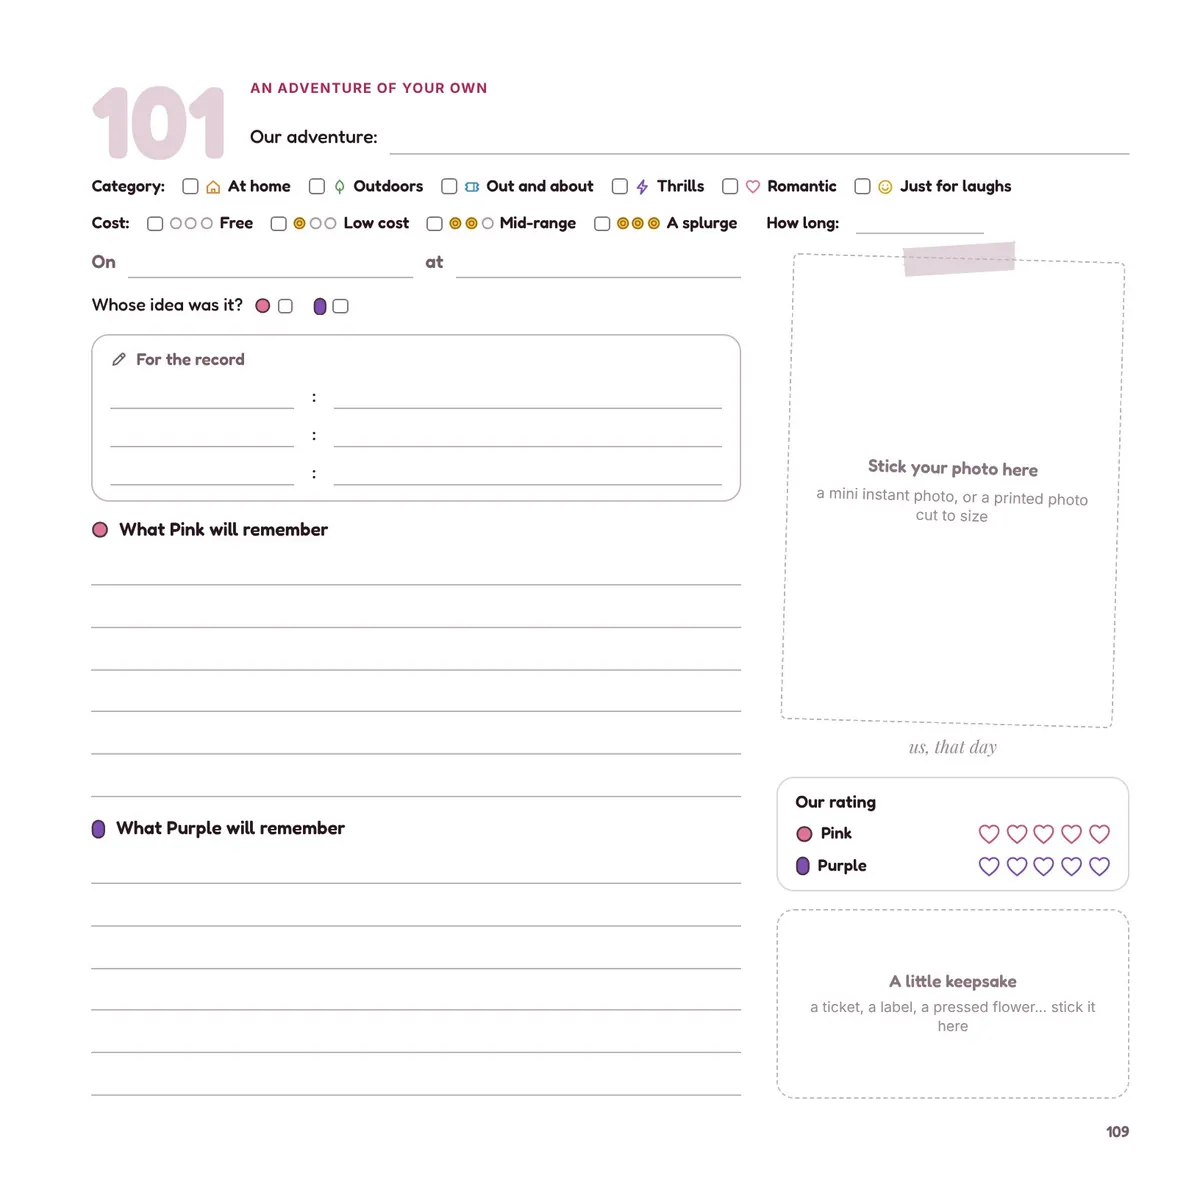 101
AN ADVENTURE OF YOUR OWN
Our adventure:
Category: At home Outdoors Out and about Thrills Romantic Just for laughs
Cost: Free Low cost Mid-range A splurge How long:
On at
Whose idea was it?
For the record
:
:
:
What Pink will remember
What Purple will remember
Stick your photo here
a mini instant photo, or a printed photo
cut to size
us, that day
Our rating
Pink
Purple
A little keepsake
a ticket, a label, a pressed flower... stick it
here
109